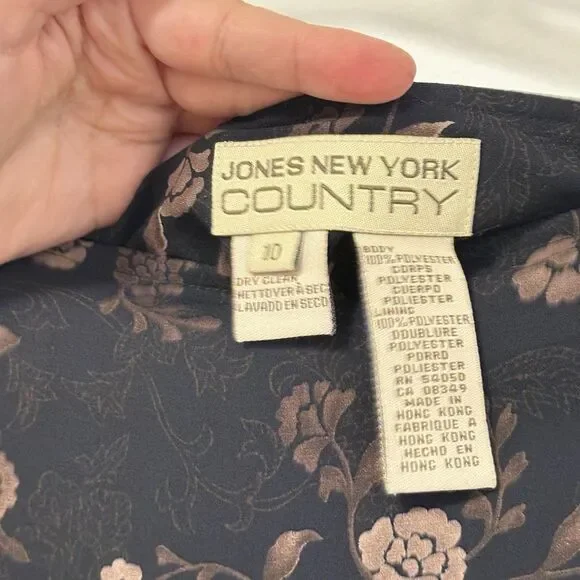 JONES NEW YORK
COUNTRY
10
DRY CLEAN
NETTOYER A SEC
LAVADO EN SECO
BODY
100% POLYESTER
CORPS
POLYESTER
CUERPO
POLIESTER
LINING
100% POLYESTER
DOUBLURE
POLYESTER
PORRO
POLIESTER
RN 54050
CA 08349
MADE IN
HONG KONG
FABRIQUE A
HONG KONG
HECHO EN
HONG KONG